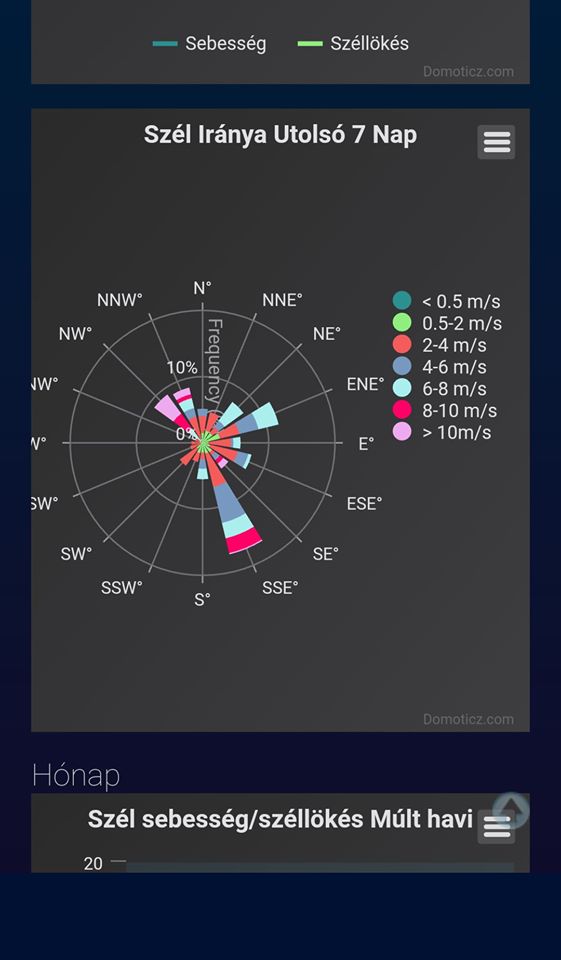 Sebesség
Széllökés
Domoticz.com
Szél Iránya Utolsó 7 Nap
N°
NNW°
NNE°
NW°
NE°
NW°
ENE°
W°
E°
SW°
ESE°
SW°
SE°
SSW°
SSE°
S°
Frequency
10%
0%
< 0.5 m/s
0.5-2 m/s
2-4 m/s
4-6 m/s
6-8 m/s
8-10 m/s
> 10m/s
Domoticz.com
Hónap
Szél sebesség/széllökés Múlt havi
20